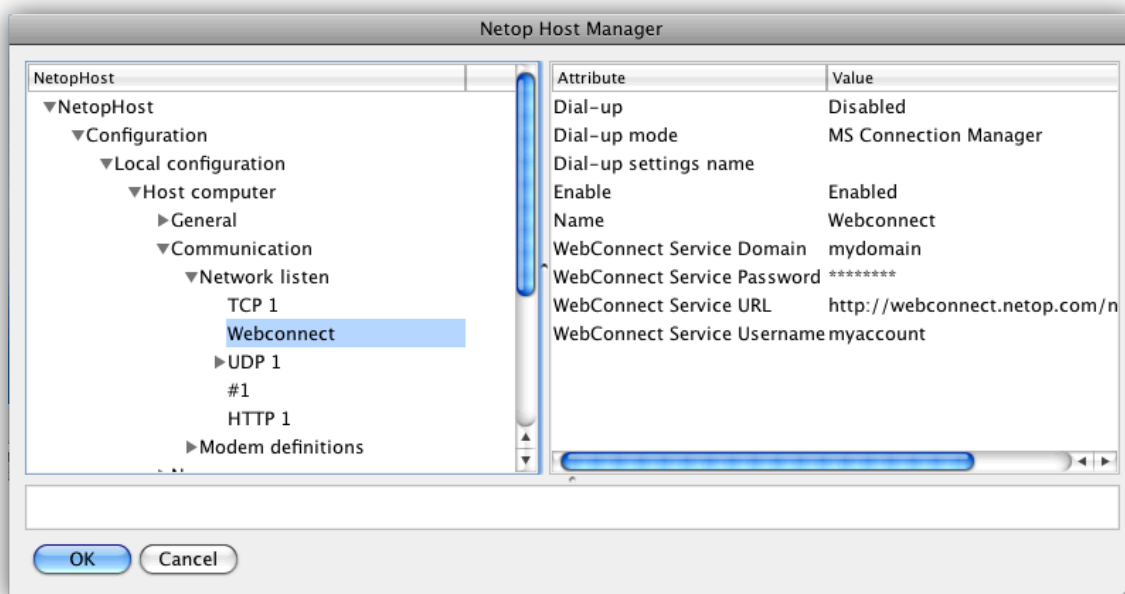 Netop Host Manager
NetopHost
Attribute Value
NetopHost
Configuration
Local configuration
Host computer
General
Communication
Network listen
TCP 1
Webconnect
UDP 1
#1
HTTP 1
Modem definitions
Dial-up Disabled
Dial-up mode MS Connection Manager
Dial-up settings name
Enable Enabled
Name Webconnect
WebConnect Service Domain mydomain
WebConnect Service Password ********
WebConnect Service URL http://webconnect.netop.com/n
WebConnect Service Username myaccount
OK Cancel